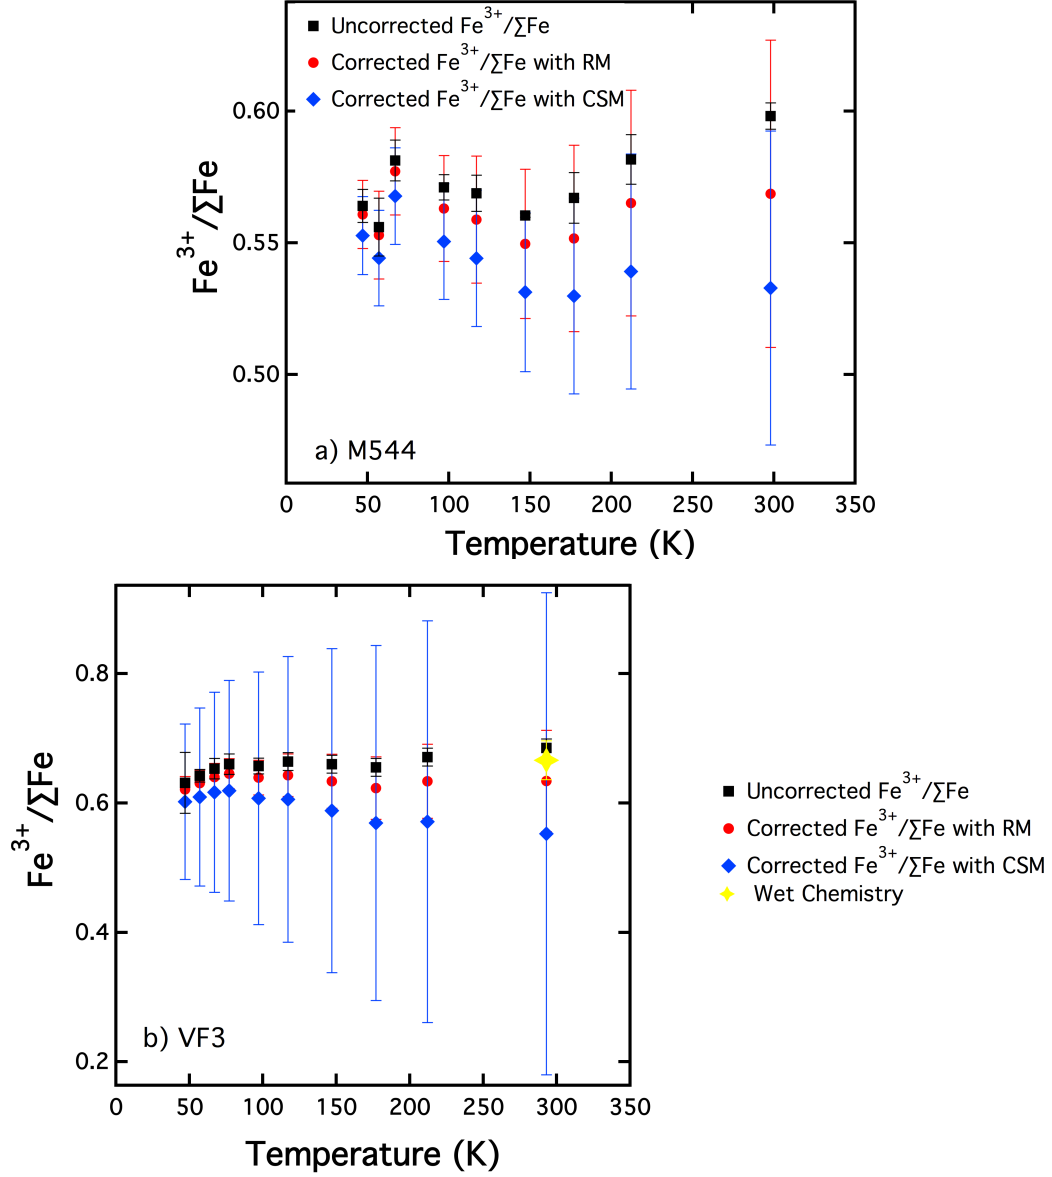 Uncorrected Fe³⁺/∑Fe
Corrected Fe³⁺/∑Fe with RM
Corrected Fe³⁺/∑Fe with CSM
0.60
0.55
0.50
Fe³⁺/∑Fe
a) M544
0 50 100 150 200 250 300 350
Temperature (K)
0.8
0.6
0.4
0.2
Fe³⁺/∑Fe
b) VF3
0 50 100 150 200 250 300 350
Temperature (K)
Uncorrected Fe³⁺/∑Fe
Corrected Fe³⁺/∑Fe with RM
Corrected Fe³⁺/∑Fe with CSM
Wet Chemistry